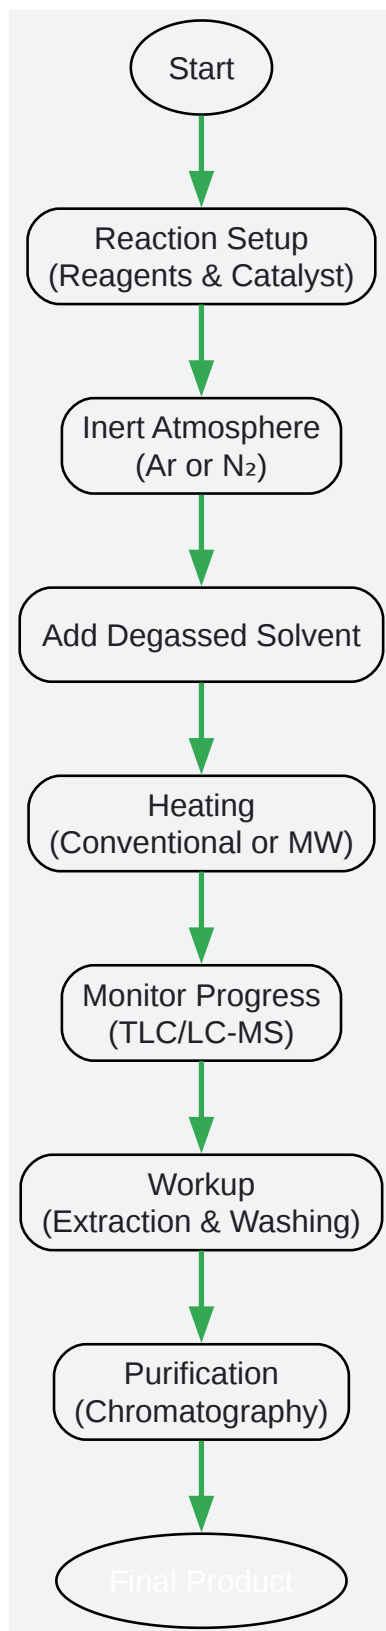 Start
Reaction Setup
(Reagents & Catalyst)
Inert Atmosphere
(Ar or N₂)
Add Degassed Solvent
Heating
(Conventional or MW)
Monitor Progress
(TLC/LC-MS)
Workup
(Extraction & Washing)
Purification
(Chromatography)
Final Product